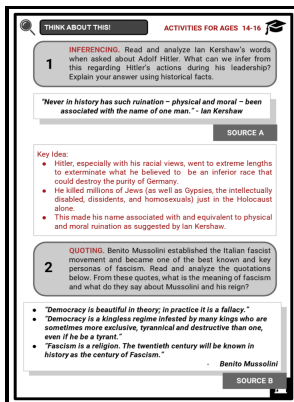 THINK ABOUT THIS!
ACTIVITIES FOR AGES 14-16
1
INFERENCING. Read and analyze Ian Kershaw's words
when asked about Adolf Hitler. What can we infer from
this regarding Hitler's actions during his leadership?
Explain your answer using historical facts.
"Never in history has such ruination – physical and moral – been
associated with the name of one man." - Ian Kershaw
SOURCE A
Key Idea:
● Hitler, especially with his racial views, went to extreme lengths
to exterminate what he believed to be an inferior race that
could destroy the purity of Germany.
● He killed millions of Jews (as well as Gypsies, the intellectually
disabled, dissidents, and homosexuals) just in the Holocaust
alone.
● This made his name associated with and equivalent to physical
and moral ruination as suggested by Ian Kershaw.
2
QUOTING. Benito Mussolini established the Italian fascist
movement and became one of the best known and key
personas of fascism. Read and analyze the quotations
below. From these quotes, what is the meaning of fascism
and what do they say about Mussolini and his reign?
● "Democracy is beautiful in theory; in practice it is a fallacy."
● "Democracy is a kingless regime infested by many kings who are
sometimes more exclusive, tyrannical and destructive than one,
even if he be a tyrant."
● "Fascism is a religion. The twentieth century will be known in
history as the century of Fascism."
- Benito Mussolini
SOURCE B